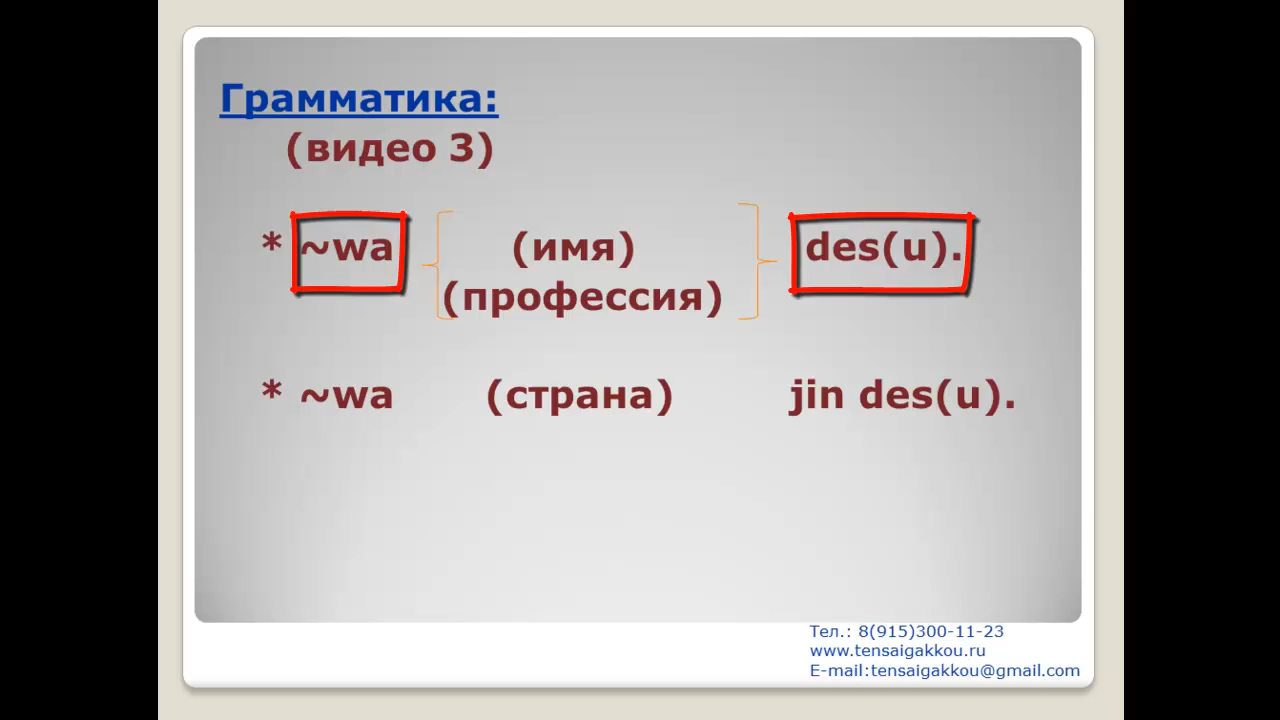 Грамматика:
(видео 3)
* ~wa (имя) des(u).
(профессия)
* ~wa (страна) jin des(u).
Тел.: 8(915)300-11-23
www.tensaigakkou.ru
E-mail:tensaigakkou@gmail.com